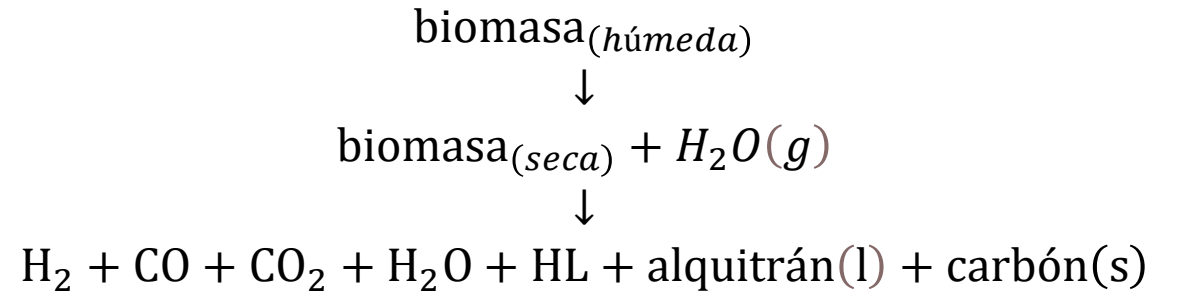 biomasa₍húmeda₎
↓
biomasa₍seca₎ + H₂O(g)
↓
H₂ + CO + CO₂ + H₂O + HL + alquitrán(l) + carbón(s)